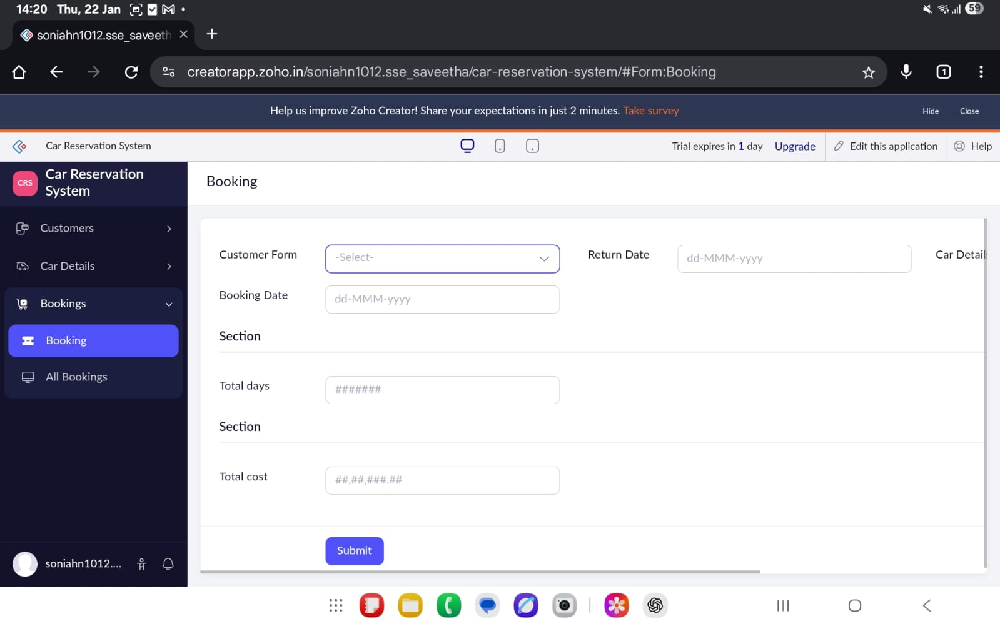 14:20 Thu, 22 Jan
59
soniahn1012.sse_saveeth
creatorapp.zoho.in/soniahn1012.sse_saveetha/car-reservation-system/#Form:Booking
1
Help us improve Zoho Creator! Share your expectations in just 2 minutes. Take survey
Hide
Close
Car Reservation System
Trial expires in 1 day
Upgrade
Edit this application
Help
CRS
Car Reservation
System
Booking
Customers
Car Details
Bookings
Booking
All Bookings
Customer Form
-Select-
Return Date
dd-MMM-yyyy
Car Detail
Booking Date
dd-MMM-yyyy
Section
Total days
#######
Section
Total cost
##,##,###.##
Submit
soniahn1012....